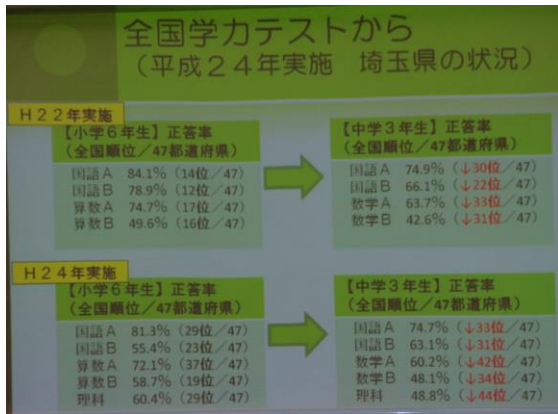 全国学力テストから
（平成２４年実施　埼玉県の状況）
Ｈ２２年実施
【小学６年生】正答率
（全国順位／47都道府県）
国語Ａ　84.1%（14位／47）
国語Ｂ　78.9%（12位／47）
算数Ａ　74.7%（17位／47）
算数Ｂ　49.6%（16位／47）
【中学３年生】正答率
（全国順位／47都道府県）
国語Ａ　74.9%（↓30位／47）
国語Ｂ　66.1%（↓22位／47）
数学Ａ　63.7%（↓33位／47）
数学Ｂ　42.6%（↓31位／47）
Ｈ２４年実施
【小学６年生】正答率
（全国順位／47都道府県）
国語Ａ　81.3%（29位／47）
国語Ｂ　55.4%（23位／47）
算数Ａ　72.1%（37位／47）
算数Ｂ　58.7%（19位／47）
理科　60.4%（29位／47）
【中学３年生】正答率
（全国順位／47都道府県）
国語Ａ　74.7%（↓33位／47）
国語Ｂ　63.1%（↓31位／47）
数学Ａ　60.2%（↓42位／47）
数学Ｂ　48.1%（↓34位／47）
理科　48.8%（↓44位／47）